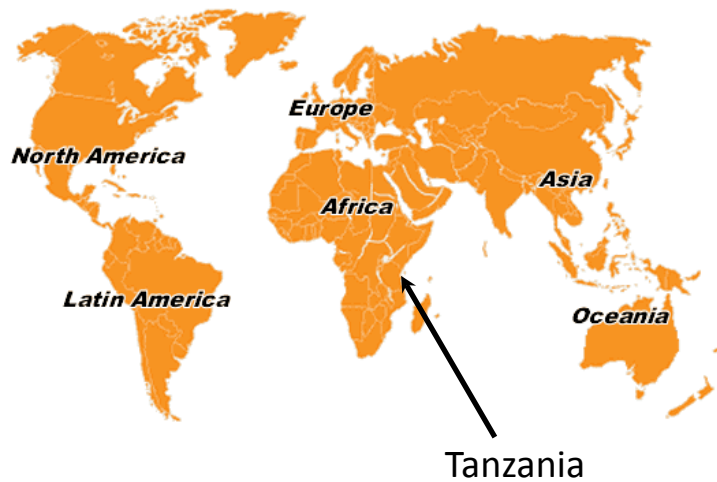 Europe
North America
Asia
Africa
Latin America
Oceania
Tanzania